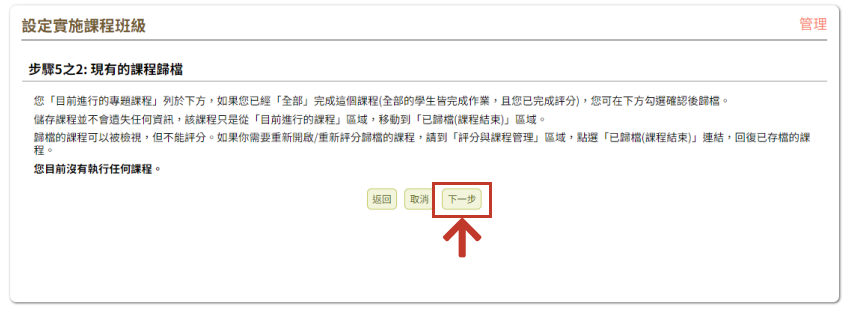 設定實施課程班級
管理
步驟5之2: 現有的課程歸檔
您「目前進行的專題課程」列於下方，如果您已經「全部」完成這個課程(全部的學生皆完成作業，且您已完成評分)，您可在下方勾選確認後歸檔。
儲存課程並不會遺失任何資訊，該課程只是從「目前進行的課程」區域，移動到「已歸檔(課程結束)」區域。
歸檔的課程可以被檢視，但不能評分。如果你需要重新開啟/重新評分歸檔的課程，請到「評分與課程管理」區域，點選「已歸檔(課程結束)」連結，回復已存檔的課
程。
您目前沒有執行任何課程。
返回 取消 下一步